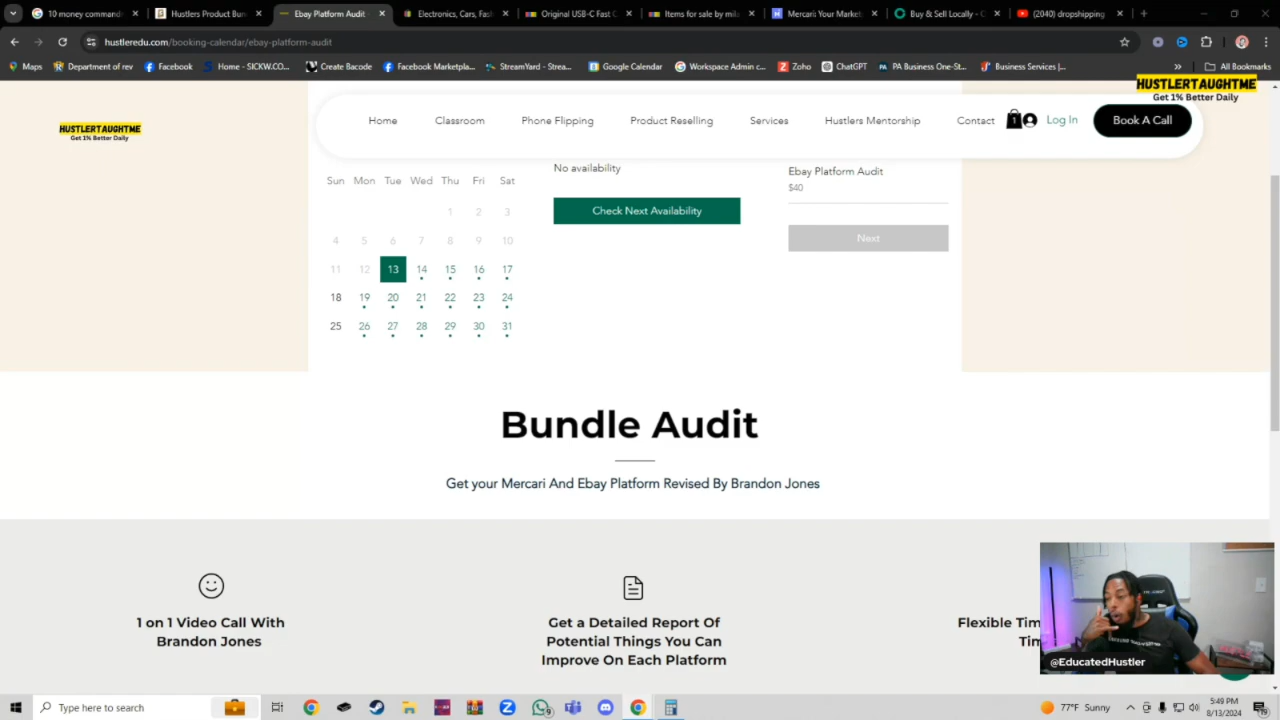 10 money command
Hustlers Product Bun
Ebay Platform Audit
Electronics, Cars, Fash
Original USB-C Fast C
Items for sale by mila
Mercari: Your Market
Buy & Sell Locally - C
(2040) dropshipping
hustleredu.com/booking-calendar/ebay-platform-audit
Maps
Department of rev
Facebook
Home - SICKW.CO...
Create Bacode
Facebook Marketpla...
StreamYard - Strea...
Google Calendar
Workspace Admin c...
Zoho
ChatGPT
PA Business One-St...
Business Services |...
»
All Bookmarks
HUSTLERTAUGHTME
Get 1% Better Daily
HUSTLERTAUGHTME
Get 1% Better Daily
Home
Classroom
Phone Flipping
Product Reselling
Services
Hustlers Mentorship
Contact
1
Log In
Book A Call
Sun Mon Tue Wed Thu Fri Sat
1 2 3
4 5 6 7 8 9 10
11 12 13 14 15 16 17
18 19 20 21 22 23 24
25 26 27 28 29 30 31
No availability
Check Next Availability
Ebay Platform Audit
$40
Next
Bundle Audit
Get your Mercari And Ebay Platform Revised By Brandon Jones
1 on 1 Video Call With
Brandon Jones
Get a Detailed Report Of
Potential Things You Can
Improve On Each Platform
Flexible Tim
Tim
@EducatedHustler
Type here to search
77°F Sunny
5:49 PM
8/13/2024